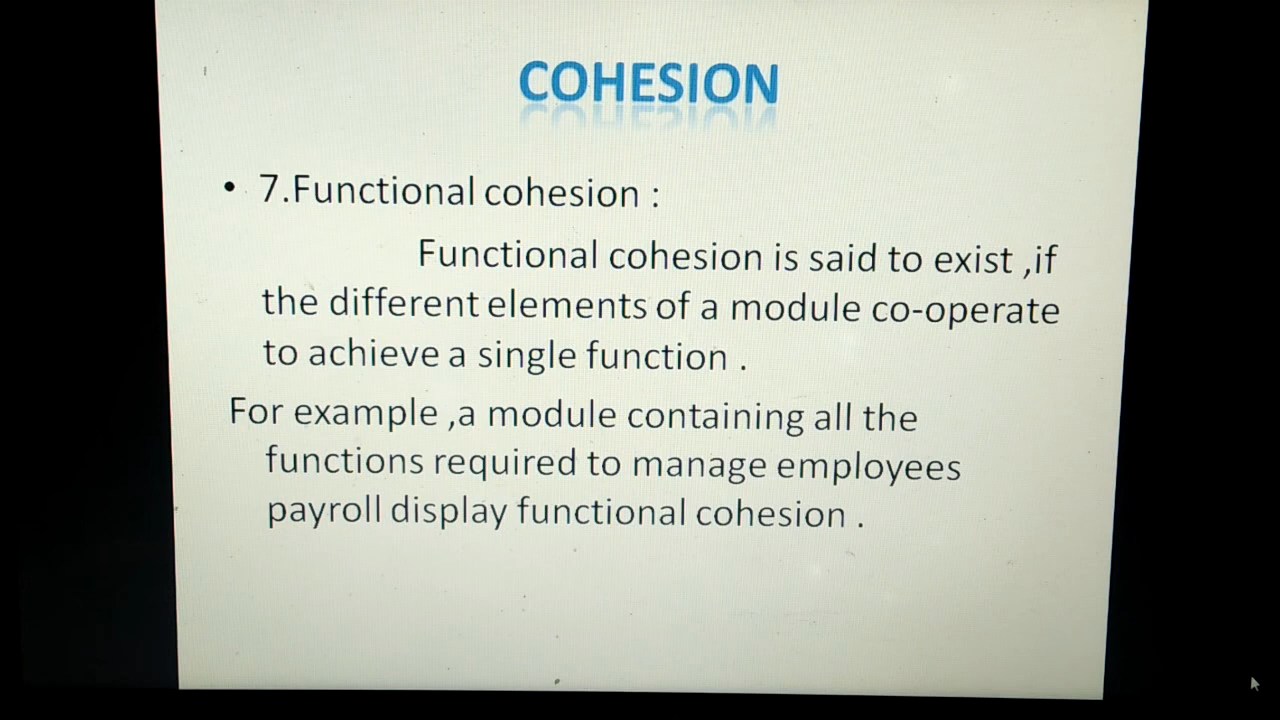 COHESION
• 7.Functional cohesion :
Functional cohesion is said to exist ,if
the different elements of a module co-operate
to achieve a single function .
For example ,a module containing all the
functions required to manage employees
payroll display functional cohesion .